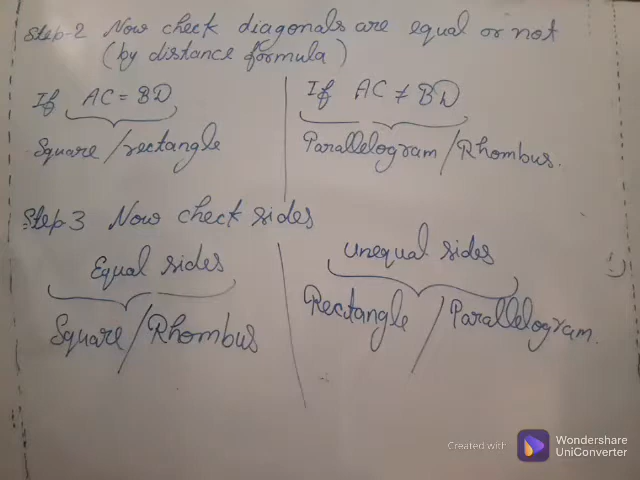 Step-2 Now check diagonals are equal or not
(by distance formula)
If AC = BD
Square/rectangle
If AC ≠ BD
Parallelogram/Rhombus.
Step-3 Now check sides
Equal sides
Square/Rhombus
Unequal sides
Rectangle/Parallelogram.
Created with
Wondershare
UniConverter